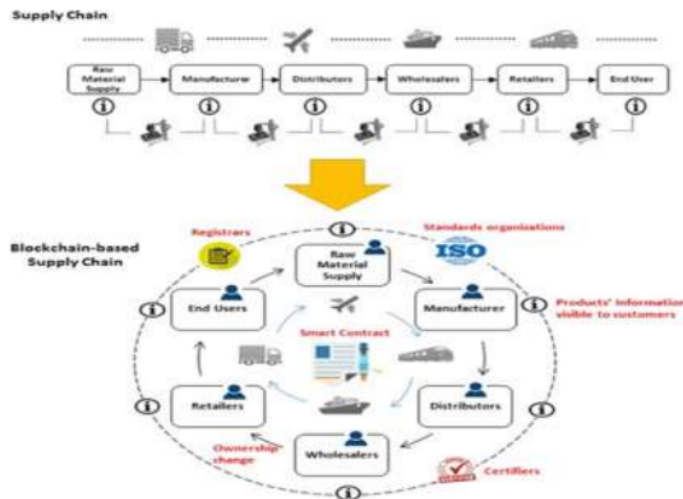 Supply Chain
Raw
Material
Supply
Manufacturer
Distributors
Wholesalers
Retailers
End User
Blockchain-based
Supply Chain
Registrars
Standards organizations
ISO
Raw
Material
Supply
End Users
Manufacturer
Products' Information
visible to customers
Smart Contract
Retailers
Distributors
Ownership
change
Wholesalers
Certifiers